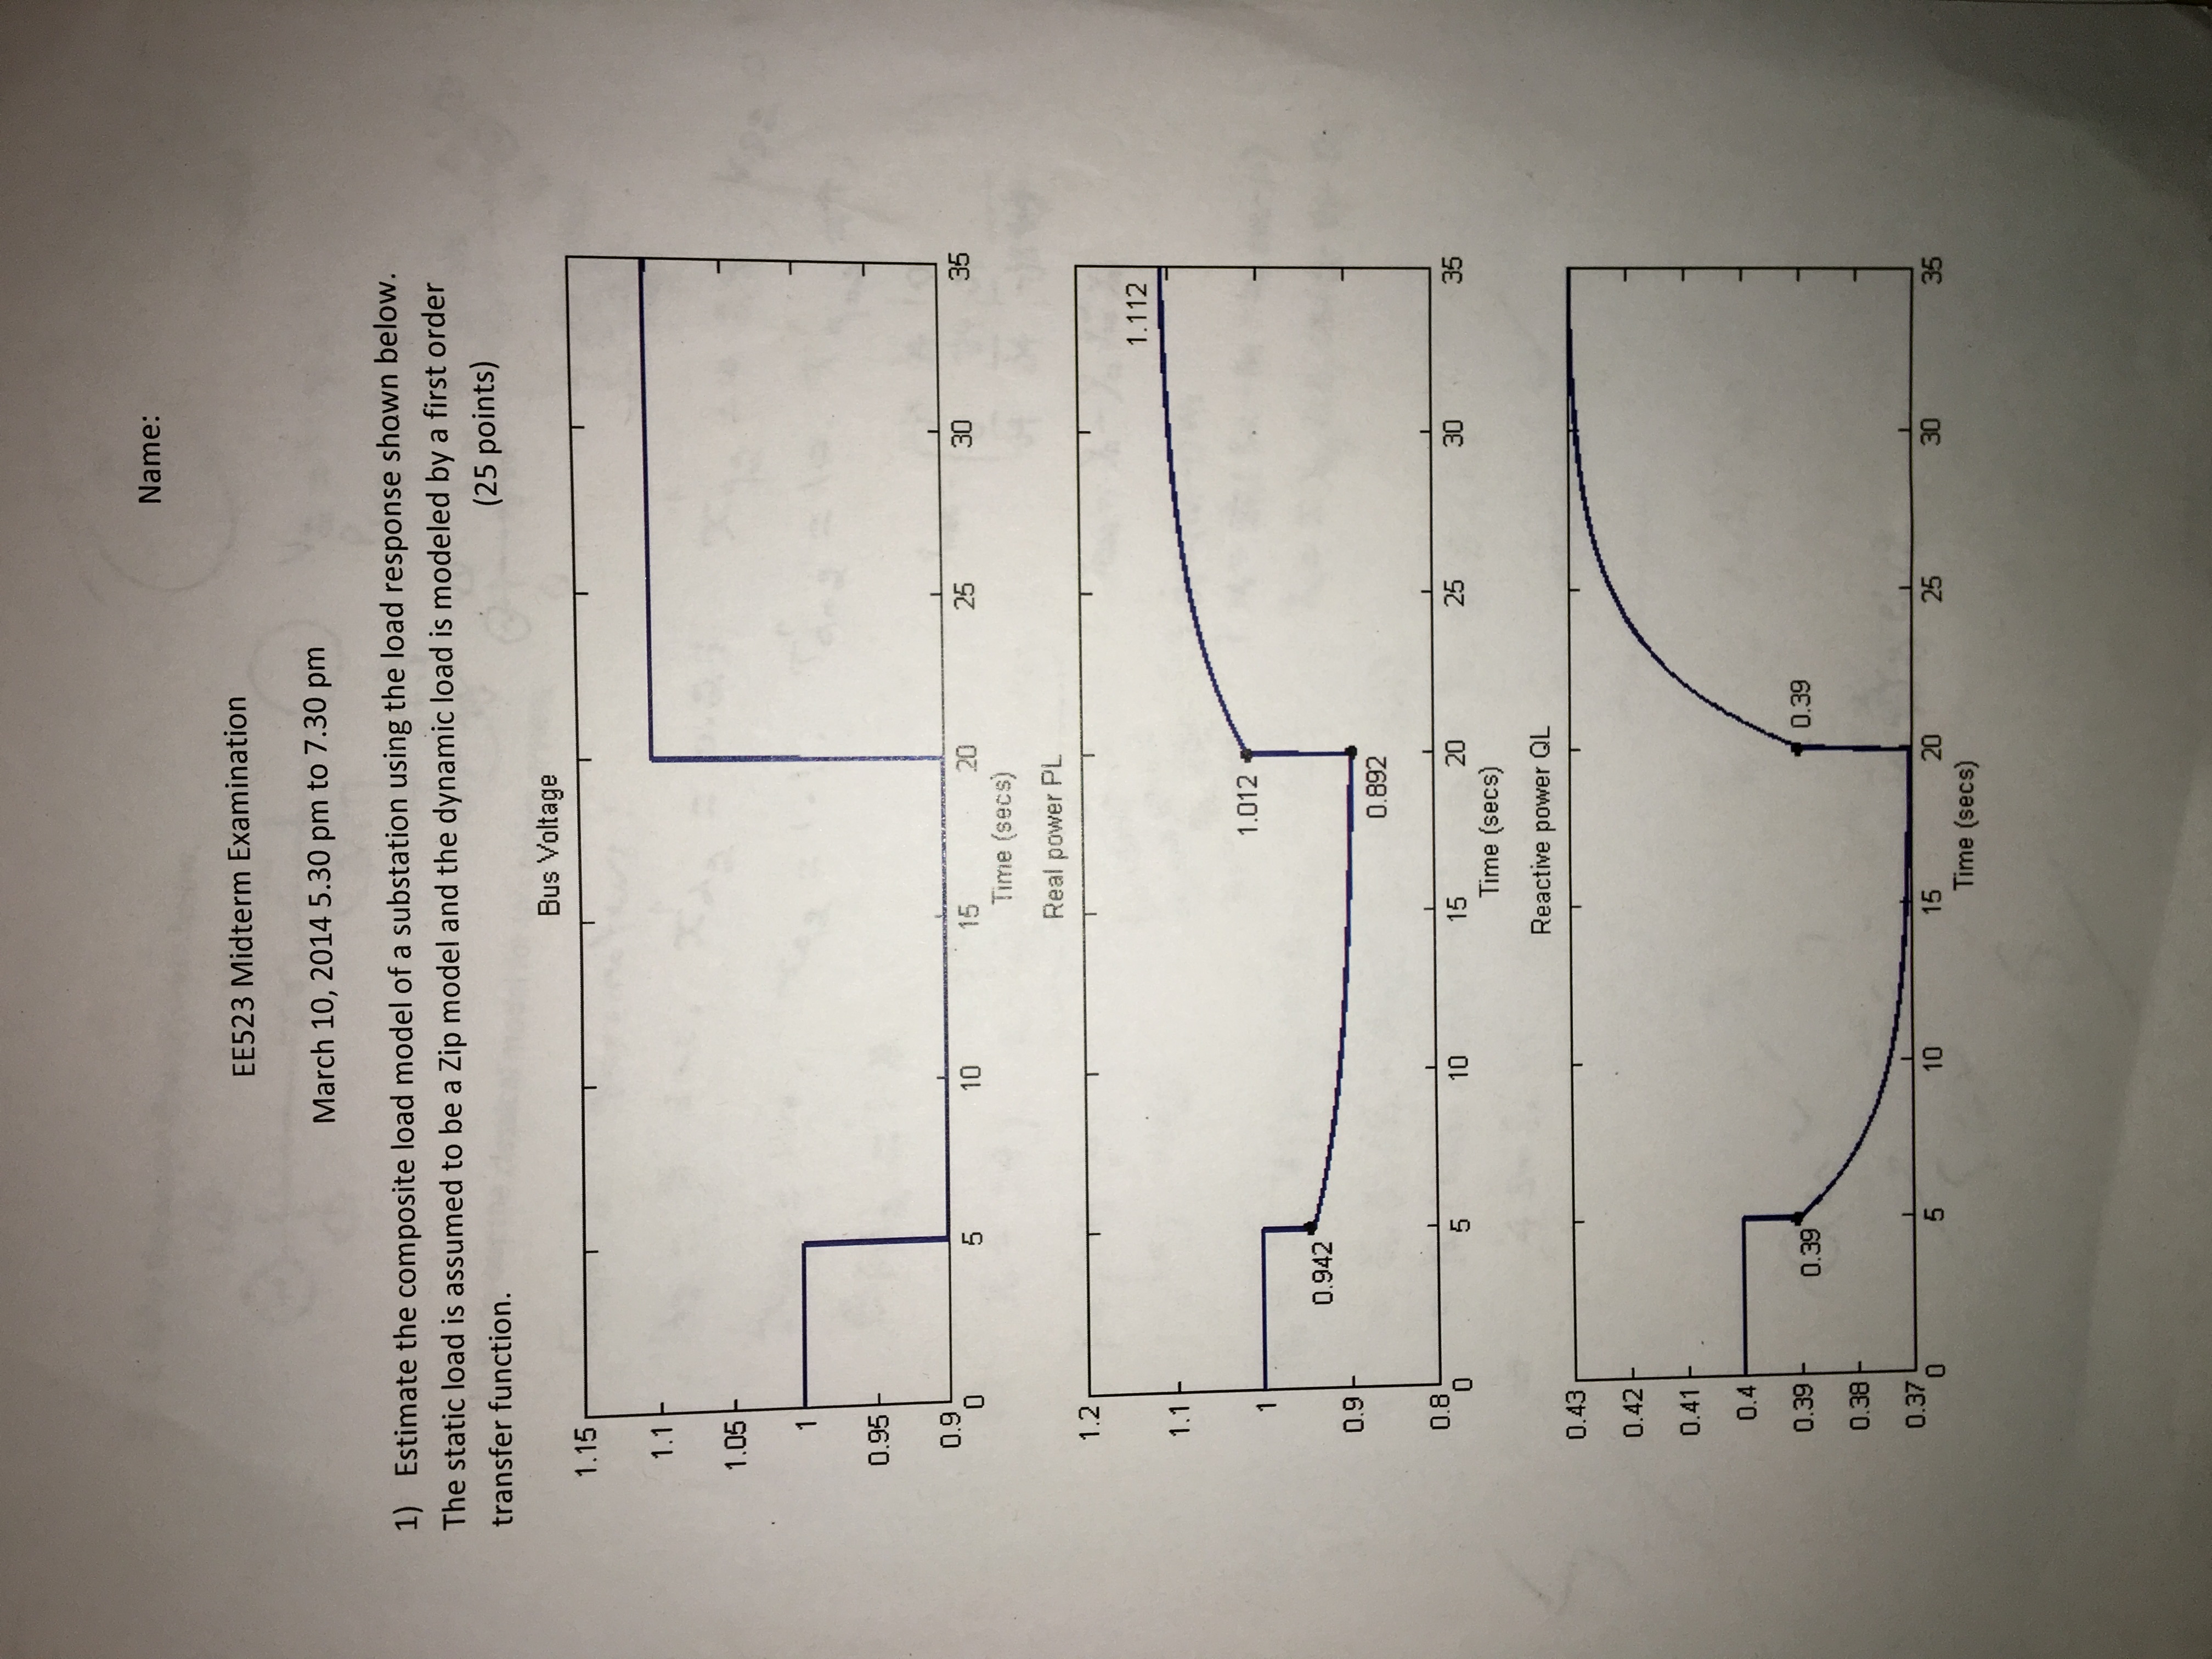 Name:
EE523 Midterm Examination
March 10, 2014 5.30 pm to 7.30 pm
1) Estimate the composite load model of a substation using the load response shown below.
The static load is assumed to be a Zip model and the dynamic load is modeled by a first order
transfer function. (25 points)
Bus Voltage
1.15
1.1
1.05
1
0.95
0.9
0 5 10 15 20 25 30 35
Time (secs)
Real power PL
1.2
1.112
1.1
1.012
1
0.942
0.9
0.892
0.8
0 5 10 15 20 25 30 35
Time (secs)
Reactive power QL
0.43
0.42
0.41
0.4
0.39
0.39
0.39
0.38
0.37
0 5 10 15 20 25 30 35
Time (secs)